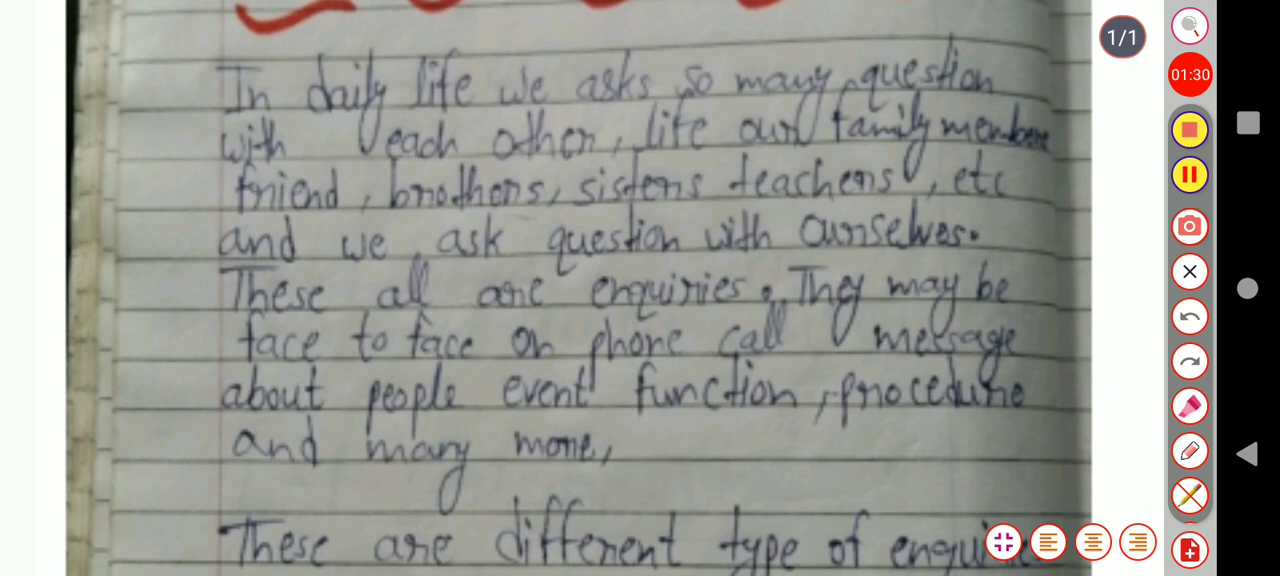 1/1
01:30
In daily life we asks so many question
with each other, life our family members
friend, brothers, sisters teachers, etc
and we ask question with ourselves.
These all are enquiries. They may be
face to face or phone call message
about people event function, procedure
and many more,
These are different type of